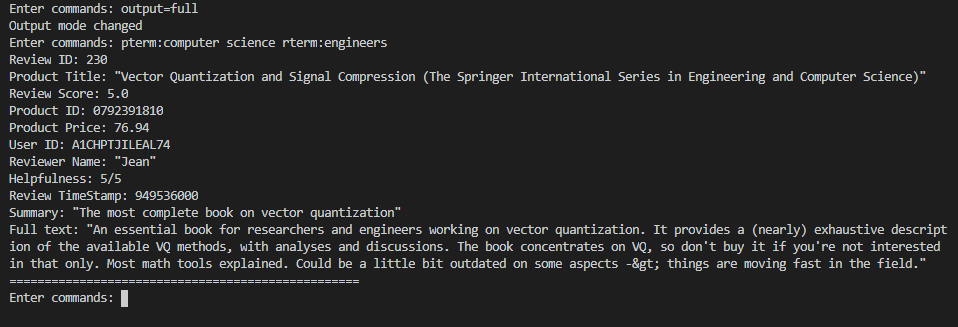 Enter commands: output=full
Output mode changed
Enter commands: pterm:computer science rterm:engineers
Review ID: 230
Product Title: "Vector Quantization and Signal Compression (The Springer International Series in Engineering and Computer Science)"
Review Score: 5.0
Product ID: 0792391810
Product Price: 76.94
User ID: A1CHPTJILEAL74
Reviewer Name: "Jean"
Helpfulness: 5/5
Review TimeStamp: 949536000
Summary: "The most complete book on vector quantization"
Full text: "An essential book for researchers and engineers working on vector quantization. It provides a (nearly) exhaustive descript
ion of the available VQ methods, with analyses and discussions. The book concentrates on VQ, so don't buy it if you're not interested
in that only. Most math tools explained. Could be a little bit outdated on some aspects -&gt; things are moving fast in the field."
==================================================
Enter commands: